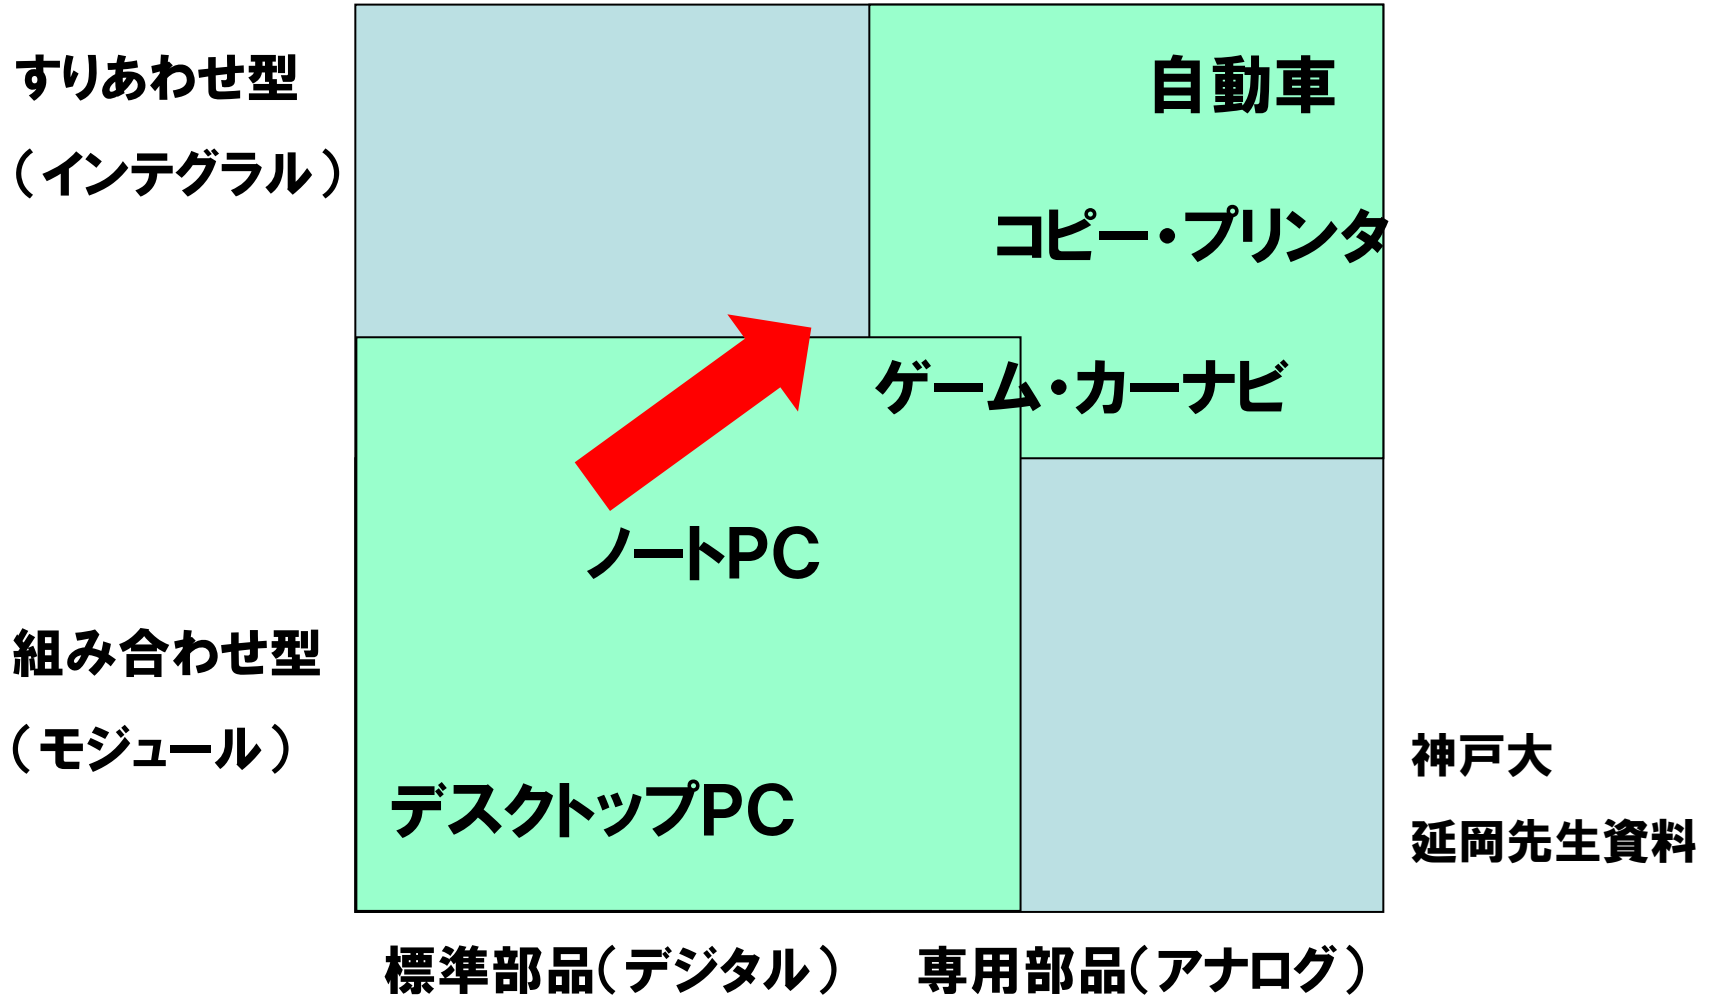 すりあわせ型
（インテグラル）
自動車
コピー・プリンタ
ゲーム・カーナビ
ノートPC
組み合わせ型
（モジュール）
デスクトップPC
神戸大
延岡先生資料
標準部品（デジタル）
専用部品（アナログ）